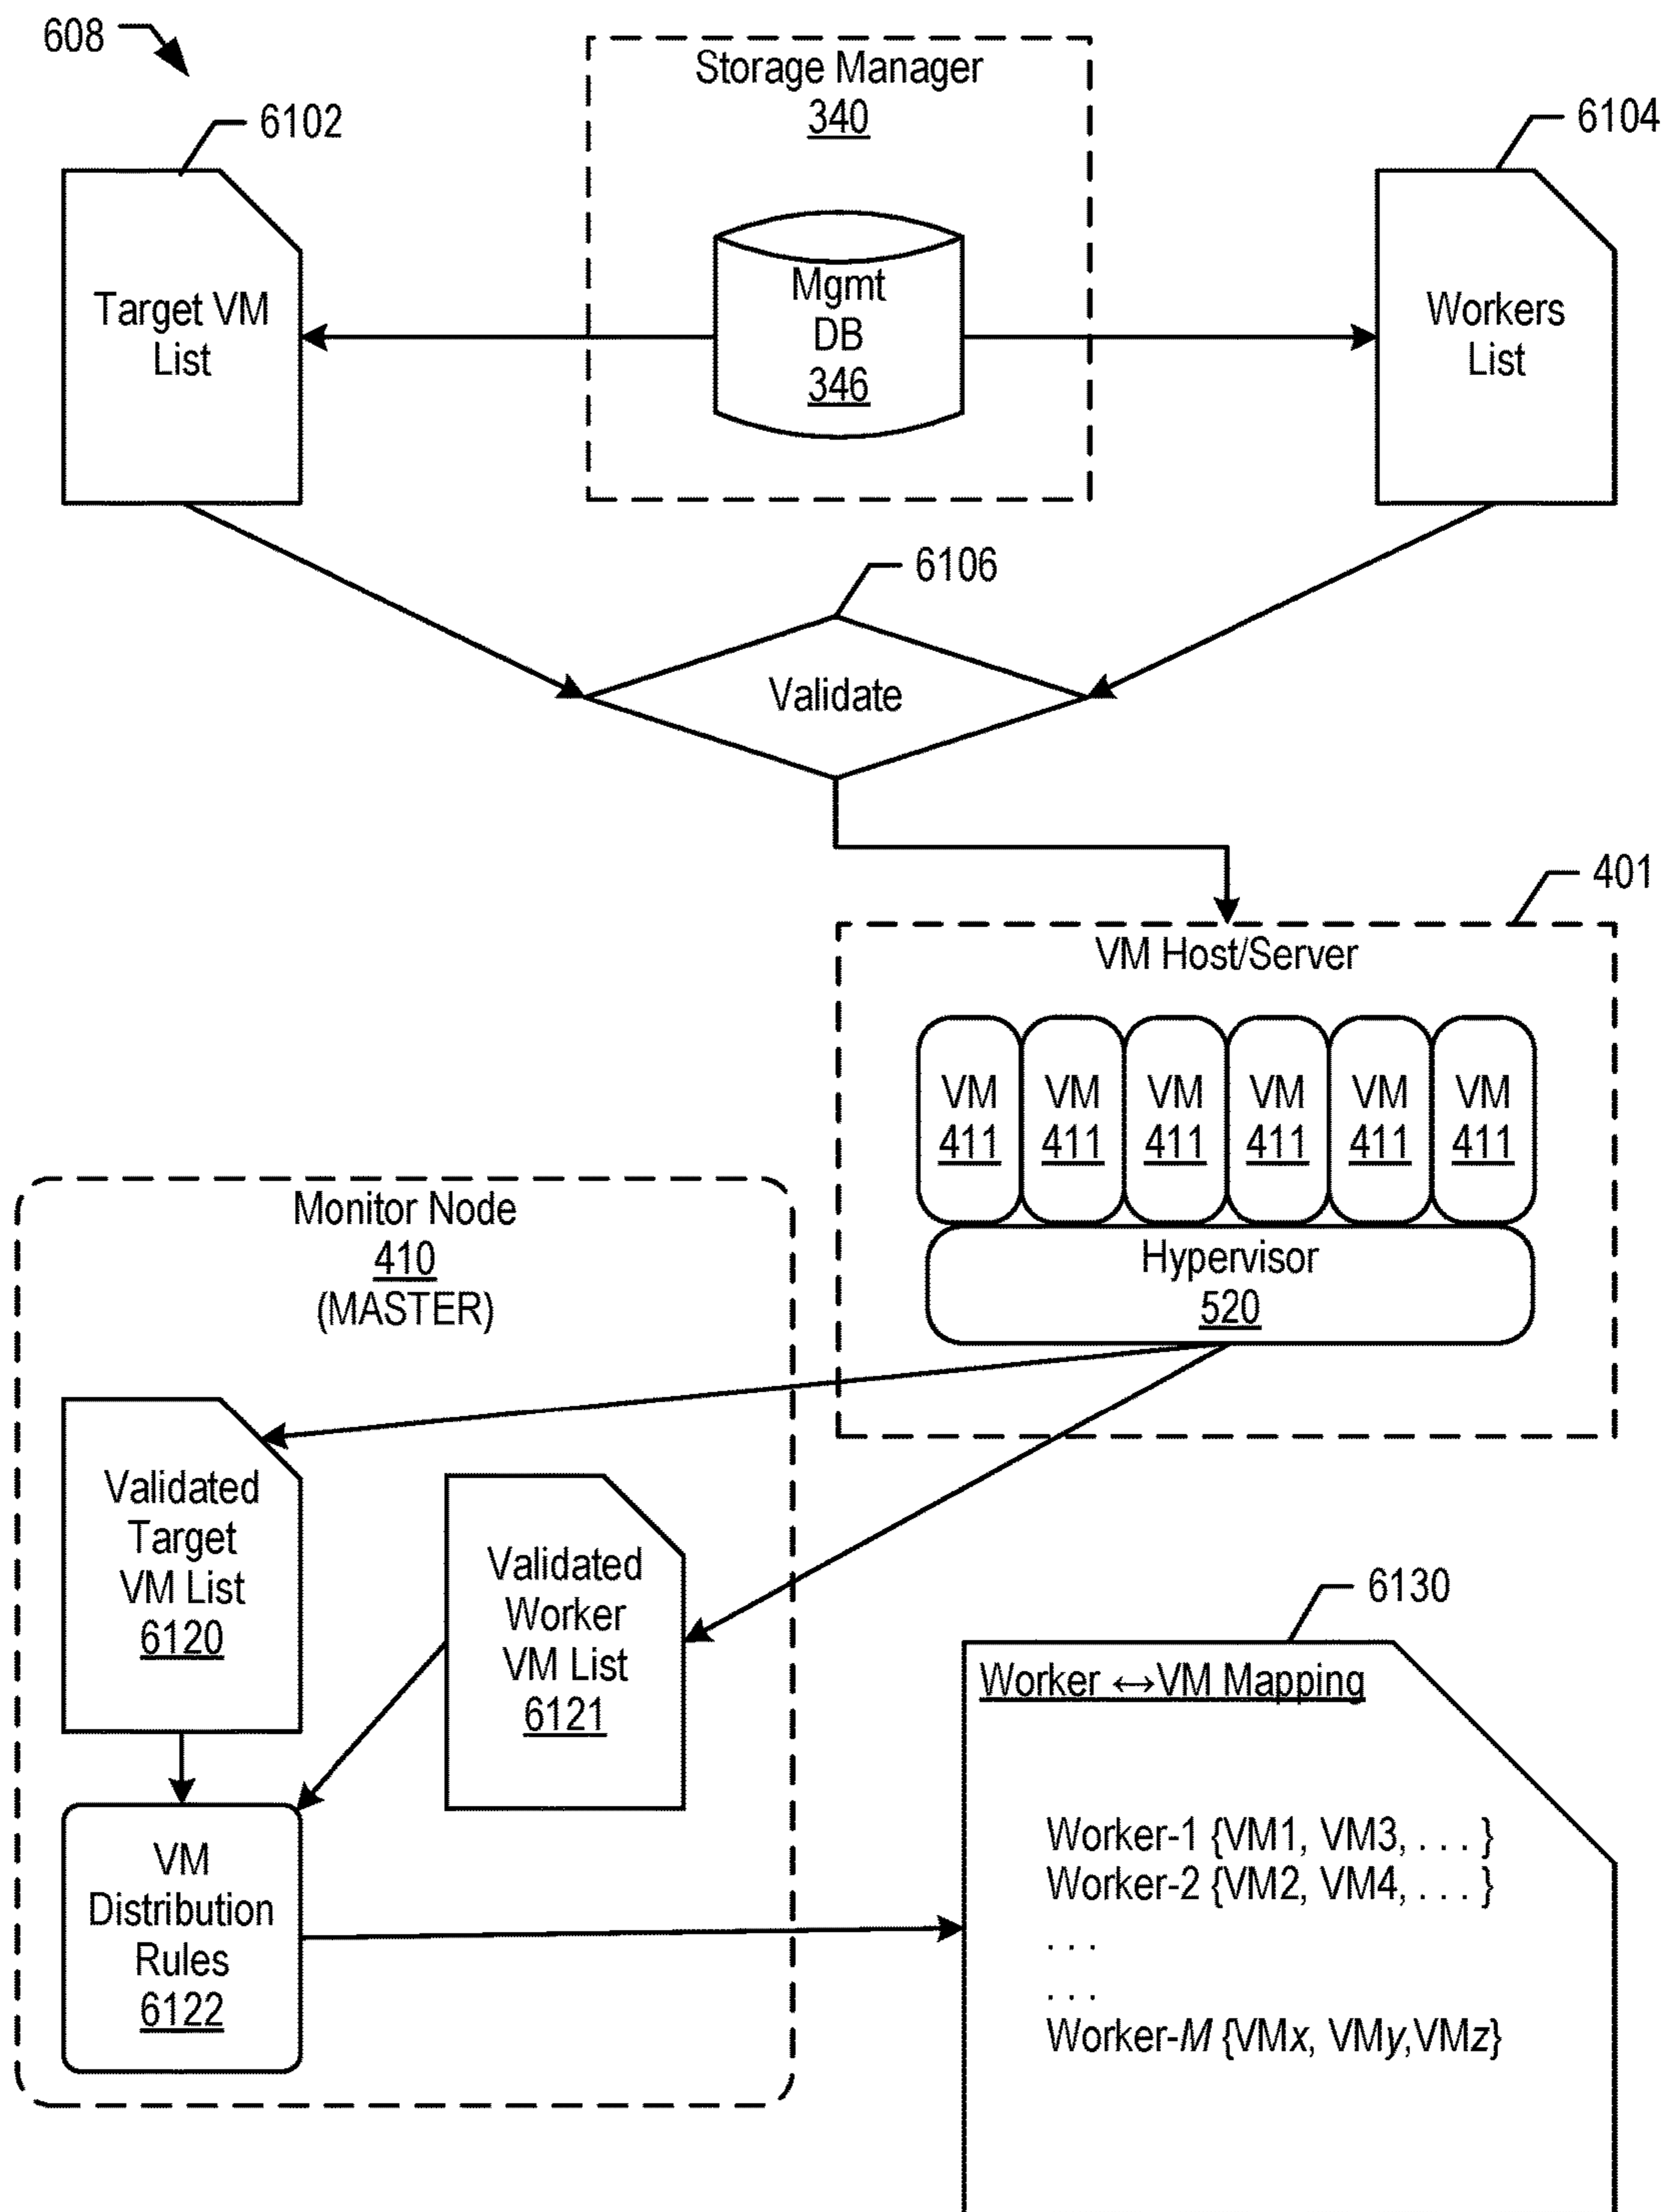 608
6102
Storage Manager
340
6104
Target VM
List
Mgmt
DB
346
Workers
List
6106
Validate
401
VM Host/Server
VM VM VM VM VM VM
411 411 411 411 411 411
Hypervisor
520
Monitor Node
410
(MASTER)
Validated
Target
VM List
6120
Validated
Worker
VM List
6121
VM
Distribution
Rules
6122
6130
Worker ↔VM Mapping
Worker-1 {VM1, VM3, . . . }
Worker-2 {VM2, VM4, . . . }
. . .
. . .
Worker-M {VMx, VMy,VMz}